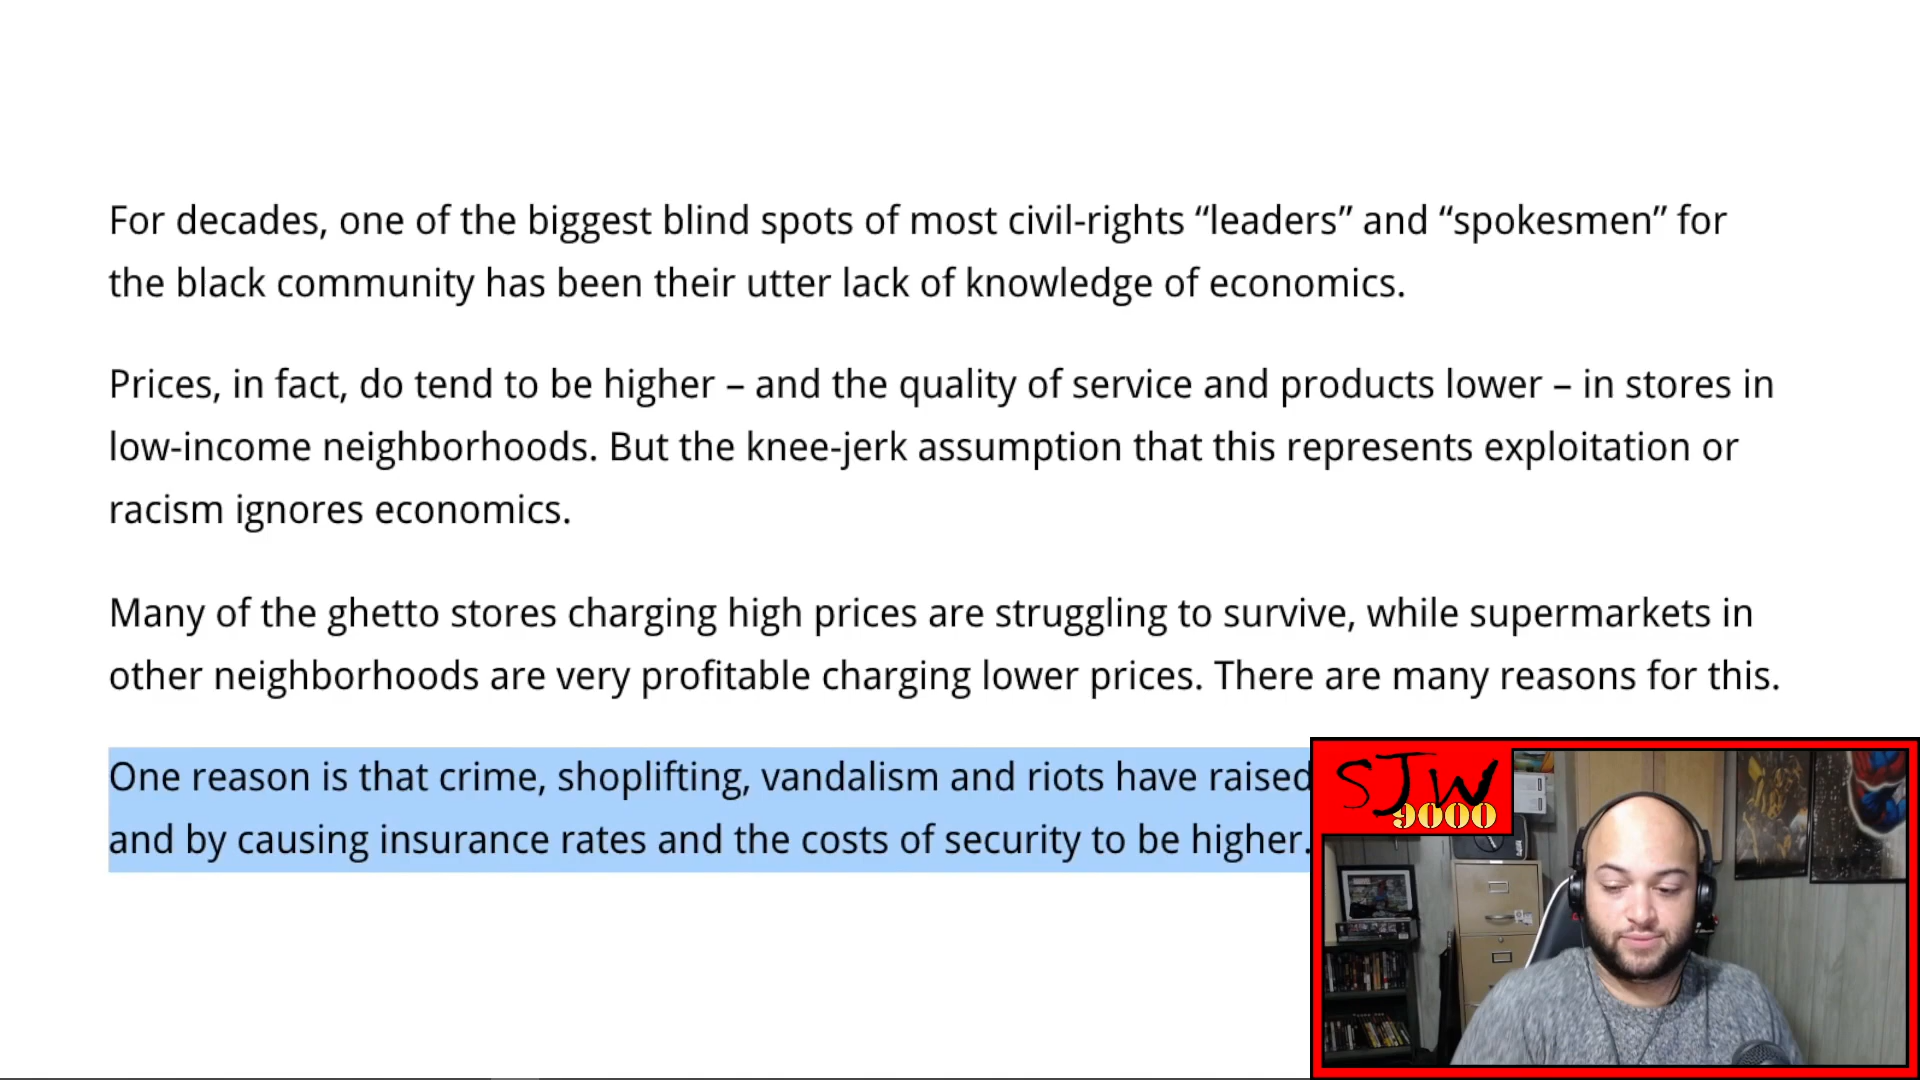 For decades, one of the biggest blind spots of most civil-rights “leaders” and “spokesmen” for
the black community has been their utter lack of knowledge of economics.
Prices, in fact, do tend to be higher – and the quality of service and products lower – in stores in
low-income neighborhoods. But the knee-jerk assumption that this represents exploitation or
racism ignores economics.
Many of the ghetto stores charging high prices are struggling to survive, while supermarkets in
other neighborhoods are very profitable charging lower prices. There are many reasons for this.
One reason is that crime, shoplifting, vandalism and riots have raised
and by causing insurance rates and the costs of security to be higher.
SJW
9000